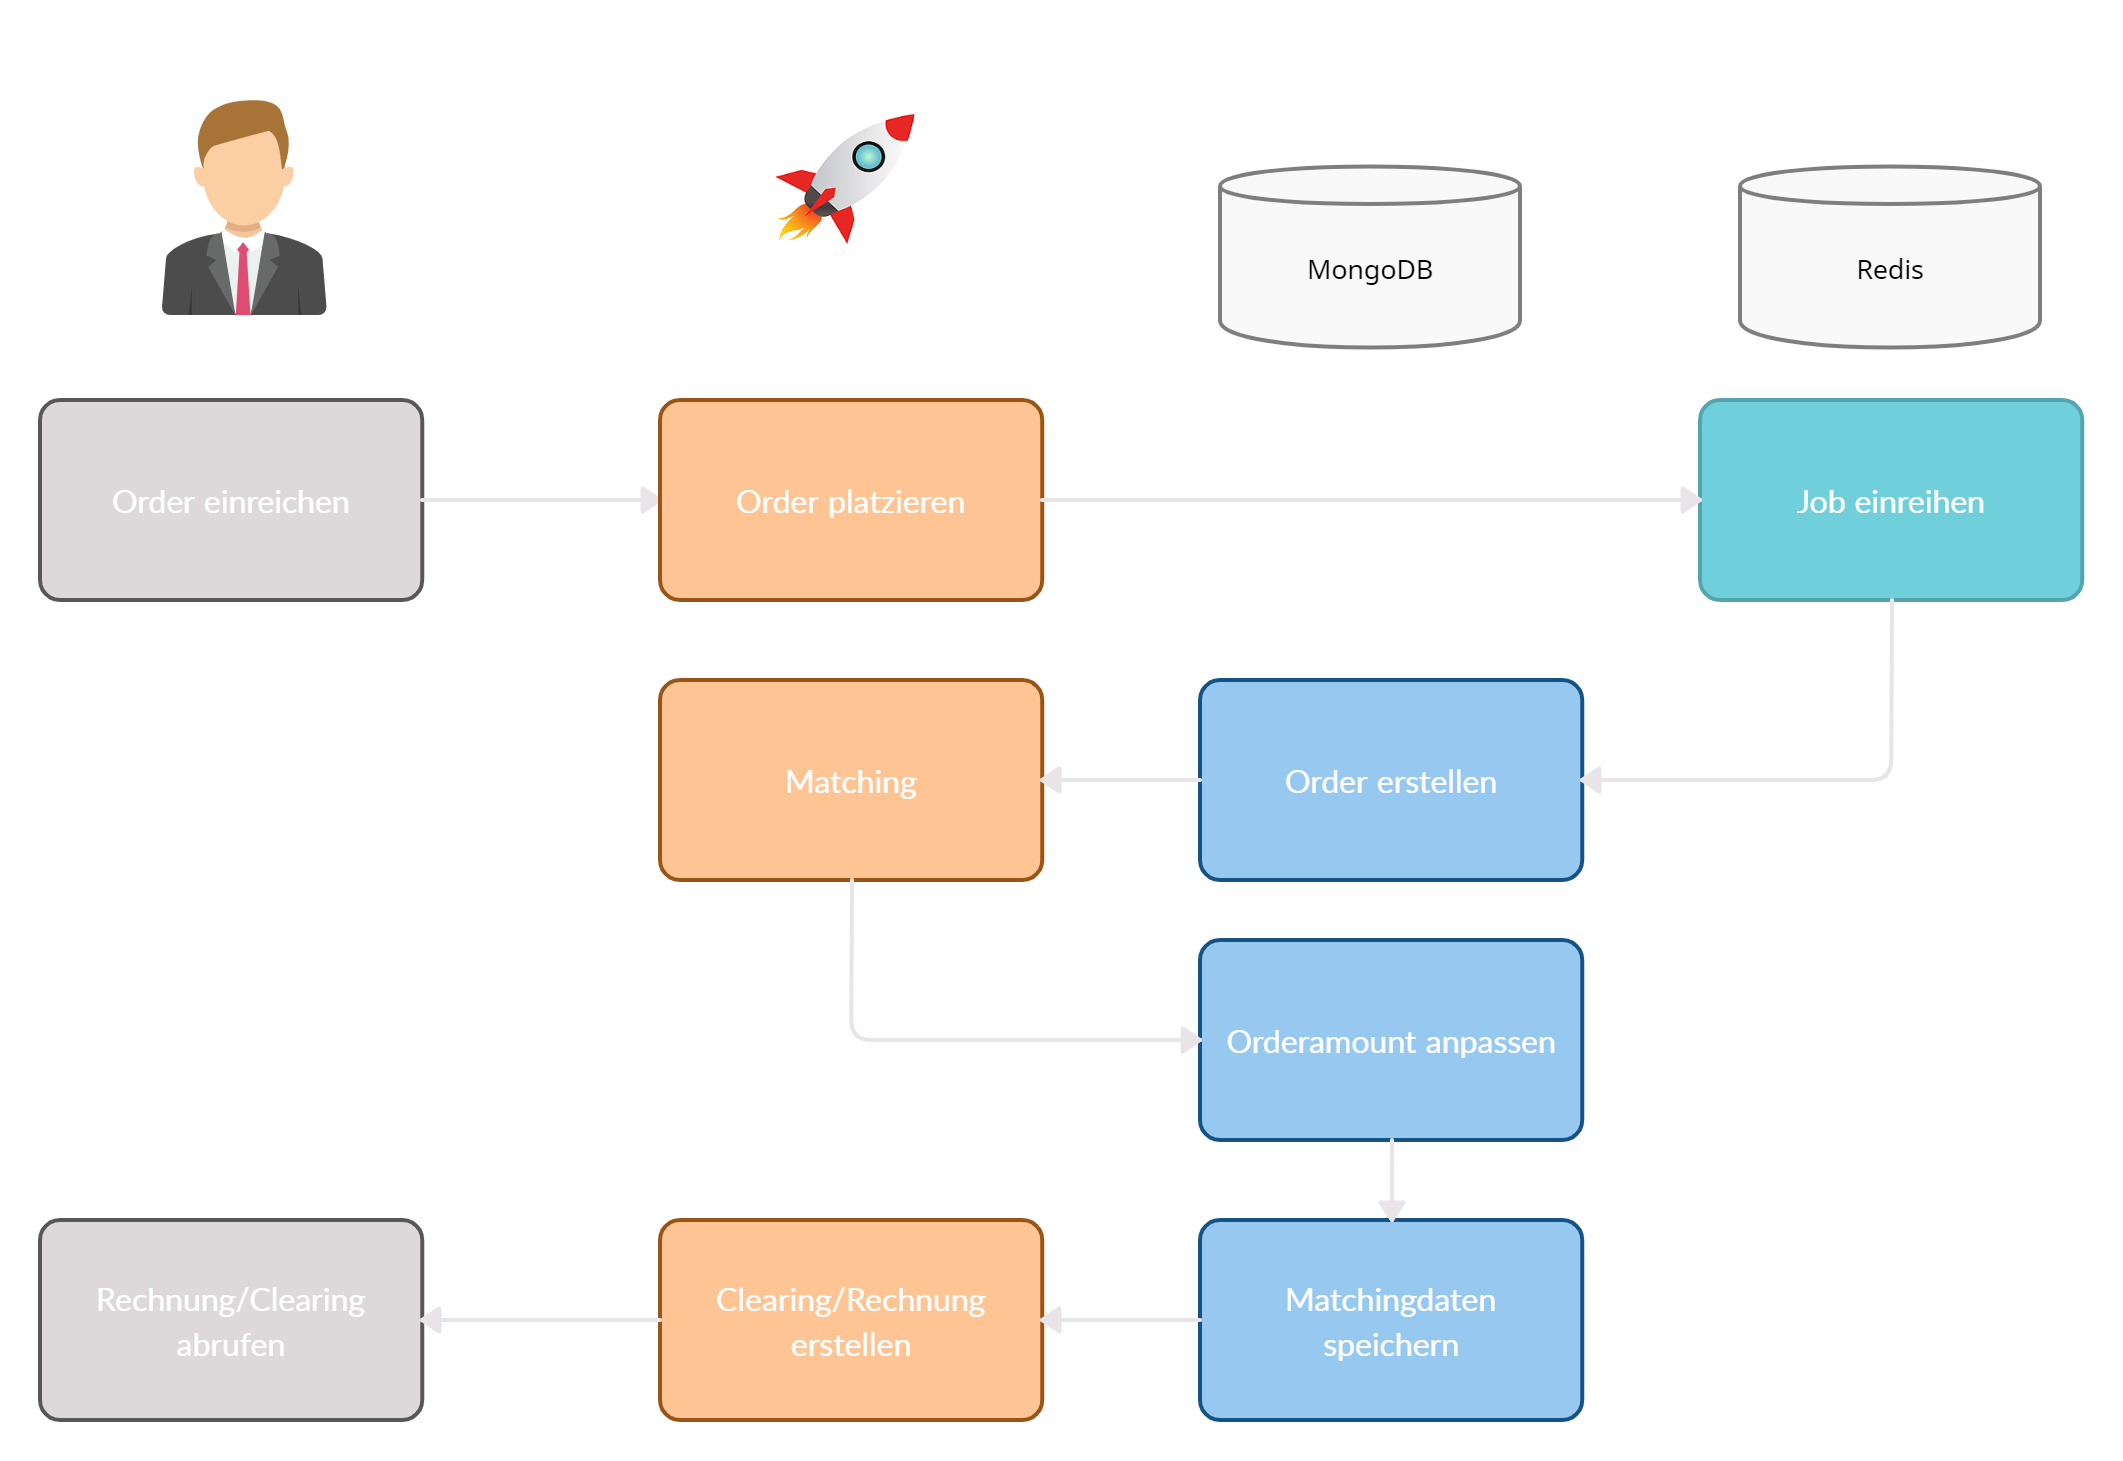 MongoDB
Redis
Order einreichen
Order platzieren
Job einreihen
Matching
Order erstellen
Orderamount anpassen
Rechnung/Clearing
abrufen
Clearing/Rechnung
erstellen
Matchingdaten
speichern